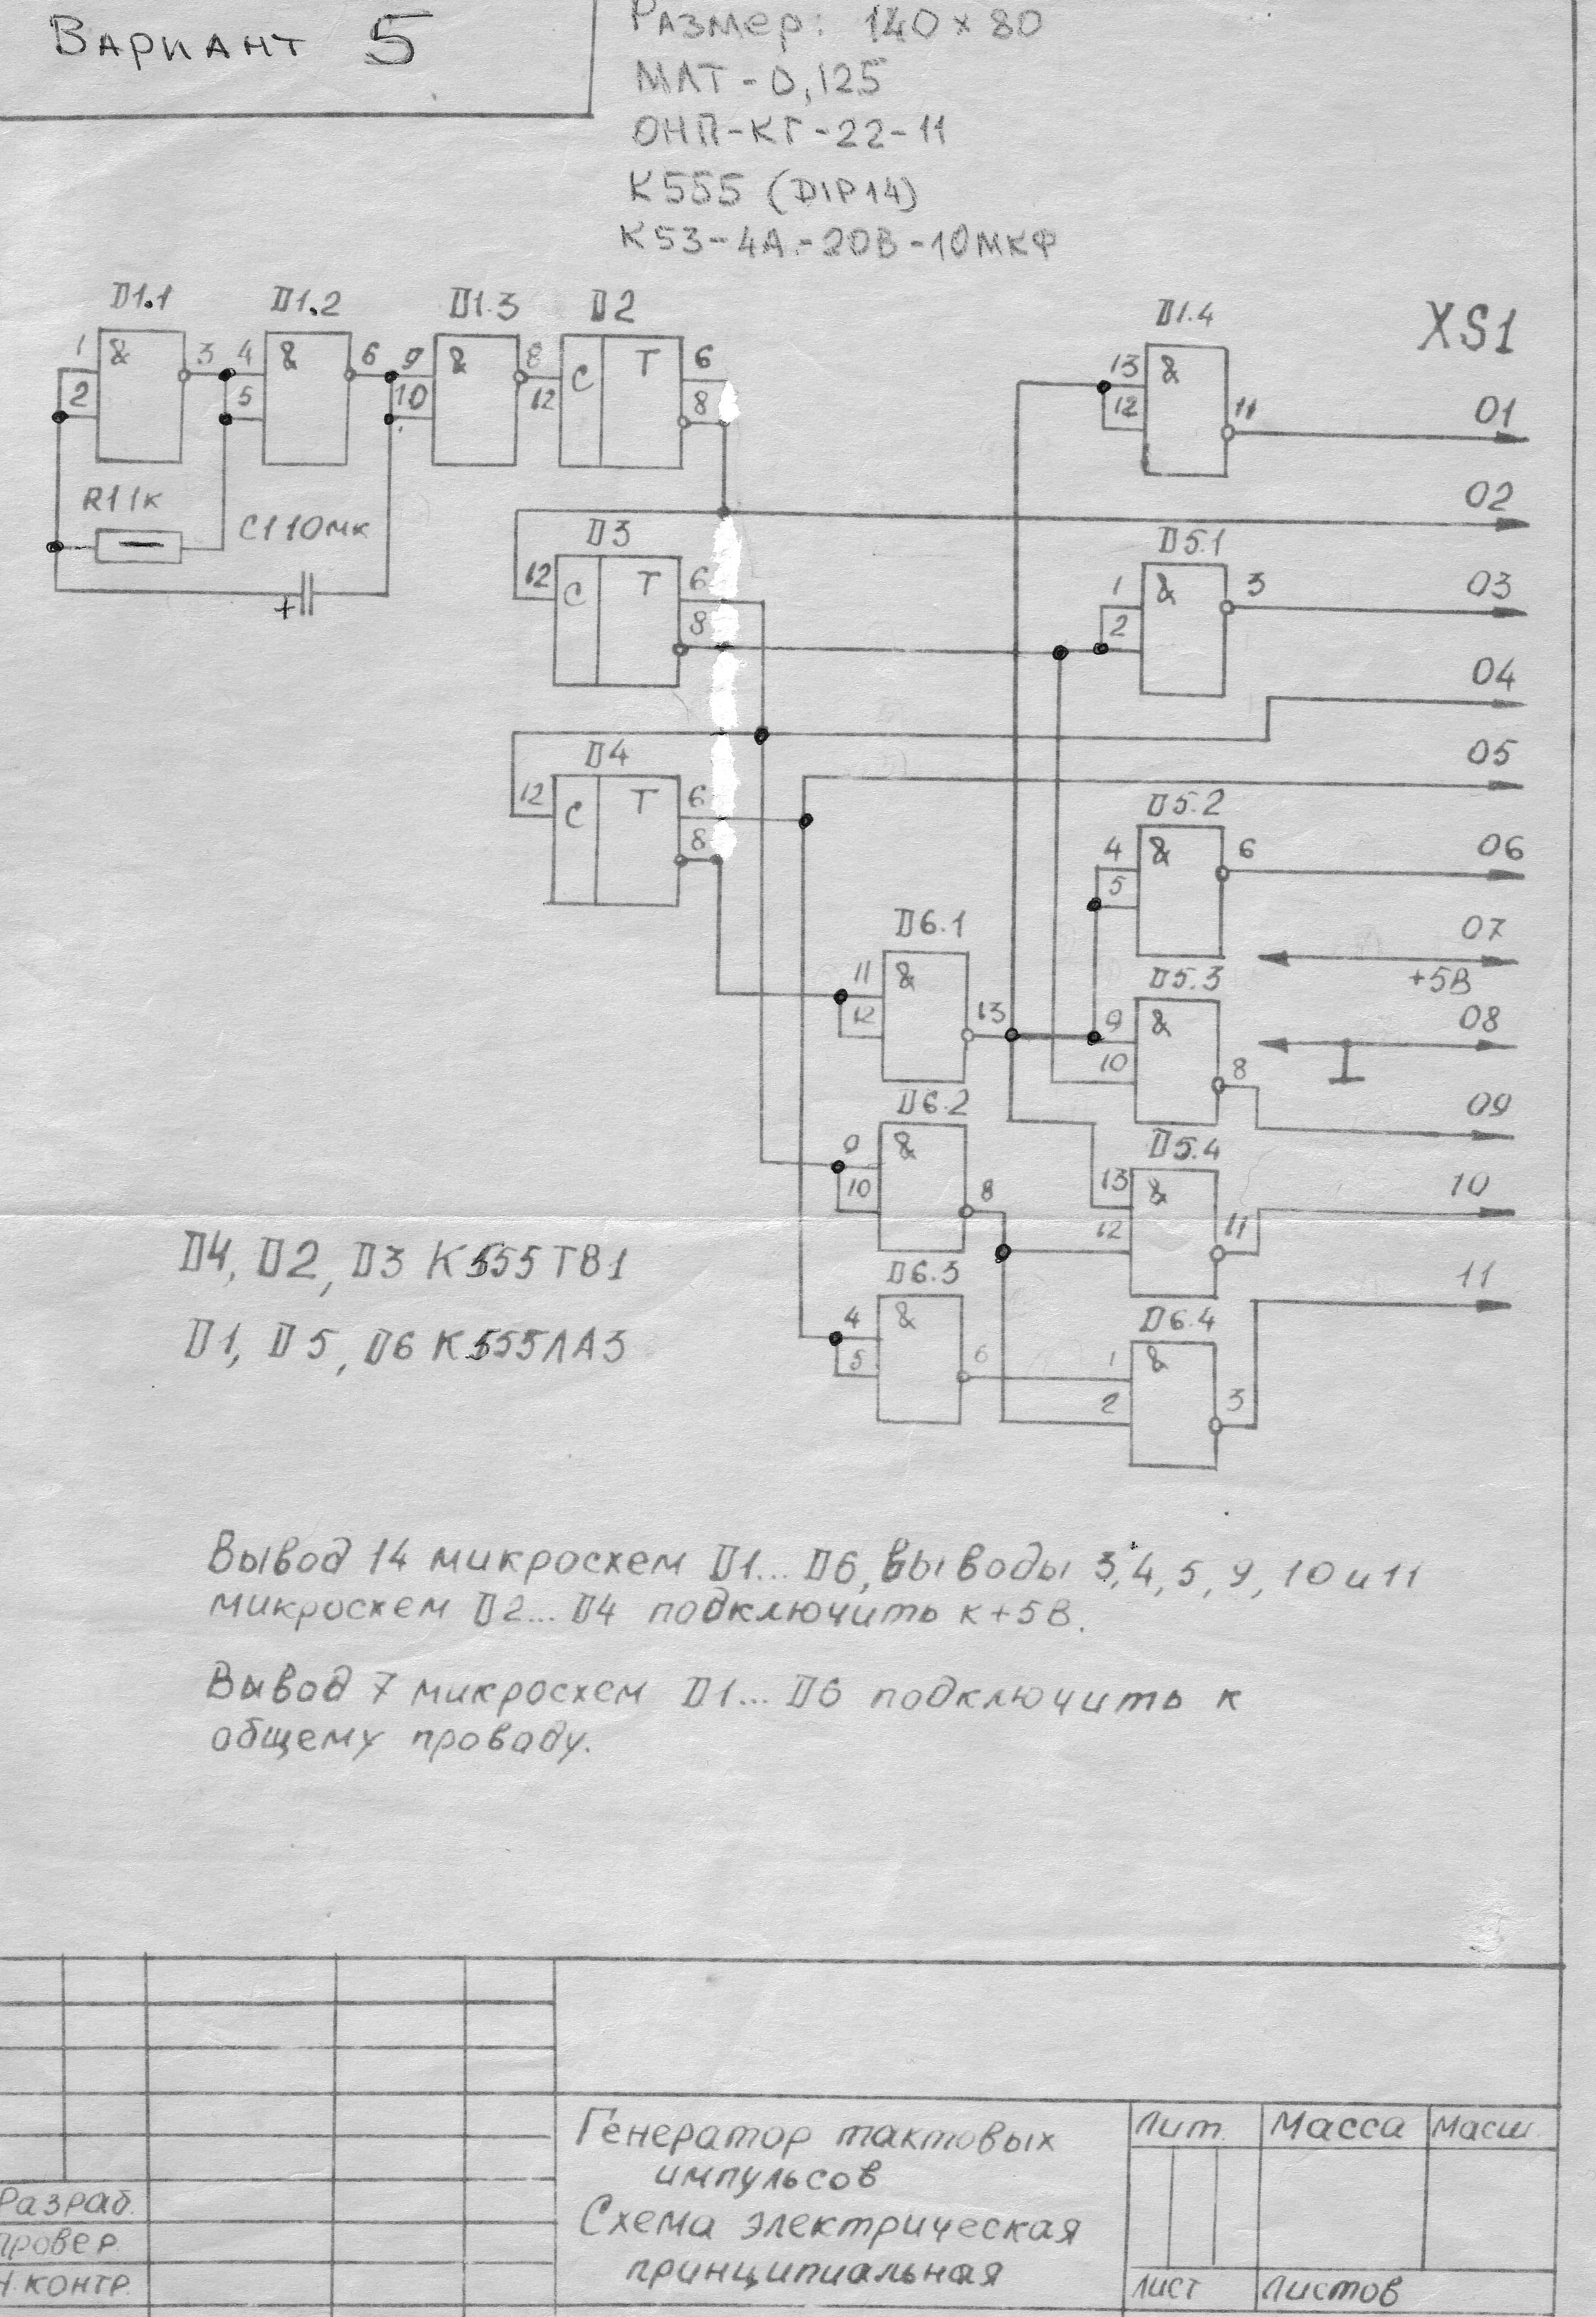 Вариант 5
Размер: 140×80
МЛТ-0,125
ОНП-КГ-22-11
К555 (DIP14)
К53-4А-20В-10МКФ
D1.1
D1.2
D1.3
D2
D1.4
XS1
1
2
&
3
4
5
&
6
9
10
&
8
12
C
T
6
8
13
12
&
11
01
R1 1к
C1 10мк
+
02
D3
12
C
T
6
8
D5.1
1
2
&
3
03
04
D4
12
C
T
6
8
05
D5.2
4
5
&
6
06
D6.1
11
12
&
13
07
+5В
D5.3
9
10
&
8
08
D6.2
9
10
&
8
09
D5.4
13
12
&
11
10
D6.3
4
5
&
6
11
D6.4
1
2
&
3
D4, D2, D3 К555ТВ1
D1, D5, D6 К555ЛА3
Вывод 14 микросхем D1... D6, выводы 3, 4, 5, 9, 10 и 11
микросхем D2... D4 подключить к +5В.
Вывод 7 микросхем D1... D6 подключить к
общему проваду.
Генератор тактовых
импульсов
Схема электрическая
принципиальная
Лит.
Масса
Масш.
Разраб.
Провер.
Н.контр.
Лист
Листов